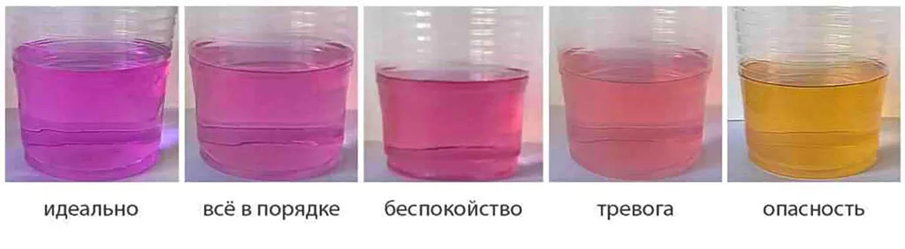 идеально
всё в порядке
беспокойство
тревога
опасность